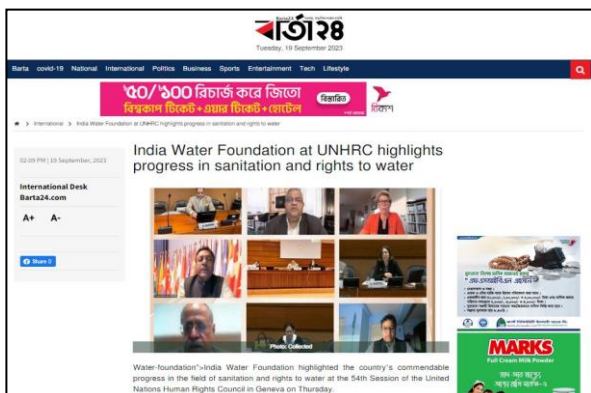 Barta24.com
বার্তা২৪
Tuesday, 19 September 2023
Barta covid-19 National International Politics Business Sports Entertainment Tech Lifestyle
৳৫০/৳১০০ রিচার্জ করে জিতো
বিশ্বকাপ টিকেট+এয়ার টিকেট+হোটেল
বিস্তারিত
বিকাশ
International > India Water Foundation at UNHRC highlights progress in sanitation and rights to water
02:09 PM | 19 September, 2023
International Desk
Barta24.com
A+ A-
Share 0
India Water Foundation at UNHRC highlights
progress in sanitation and rights to water
Photo: Collected
Water-foundation">India Water Foundation highlighted the country's commendable
progress in the field of sanitation and rights to water at the 54th Session of the United
Nations Human Rights Council in Geneva on Thursday.
MARKS
Full Cream Milk Powder